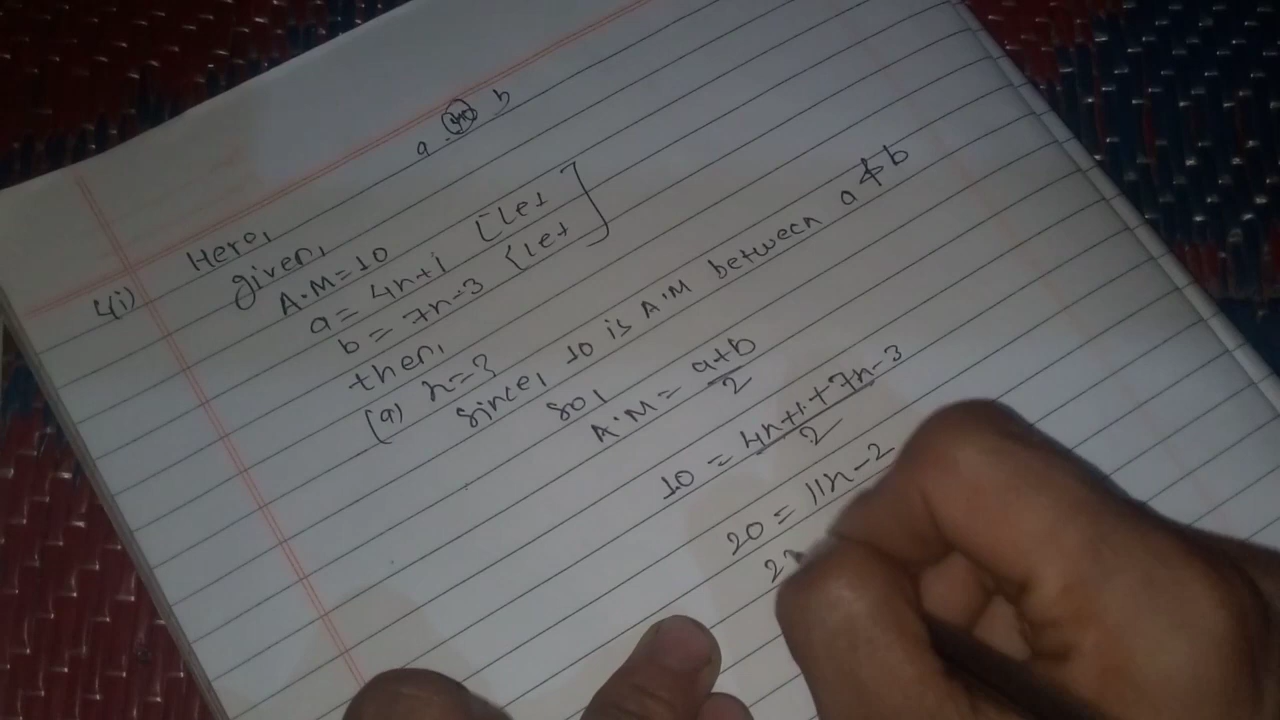 a b
4(i) Here,
given,
A.M=10
a = 4n+1 [let
b = 7n-3 {let ]
then,
(a) n=?
since, 10 is A.M between a & b
so,
A.M = a+b/2
10 = 4n+1+7n-3/2
20 = 11n-2
22